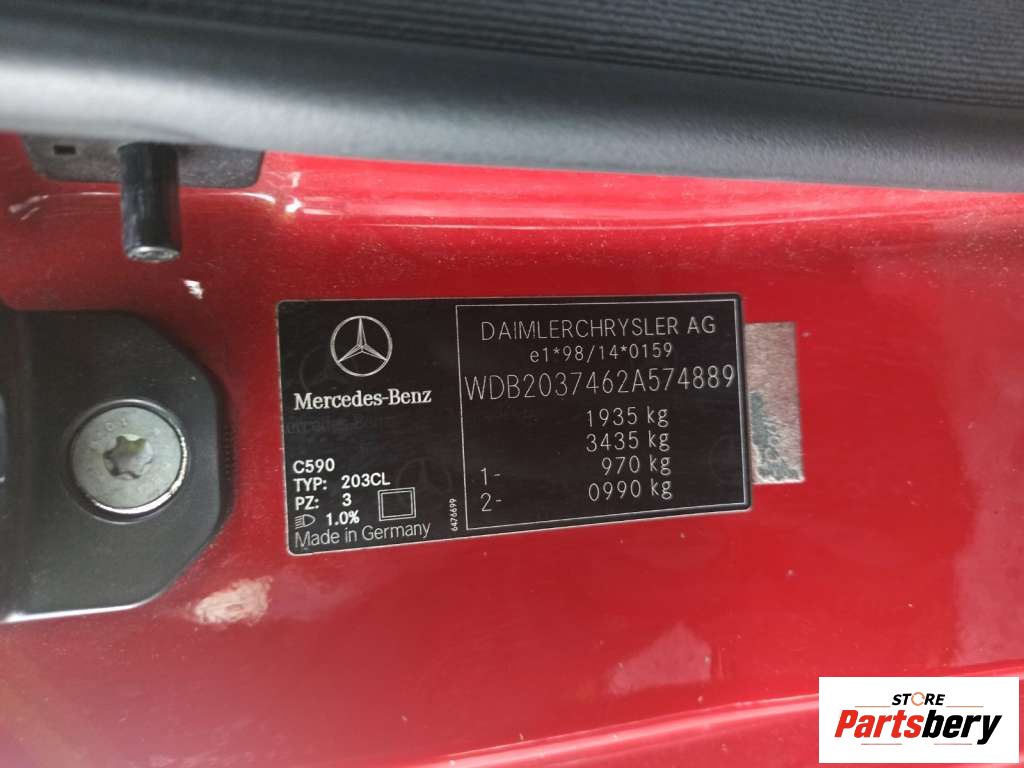 Mercedes-Benz
C590
TYP: 203CL
PZ: 3
1.0%
Made in Germany
6476699
DAIMLERCHRYSLER AG
e1*98/14*0159
WDB2037462A574889
1935 kg
3435 kg
1- 970 kg
2- 0990 kg
STORE
Partsbery